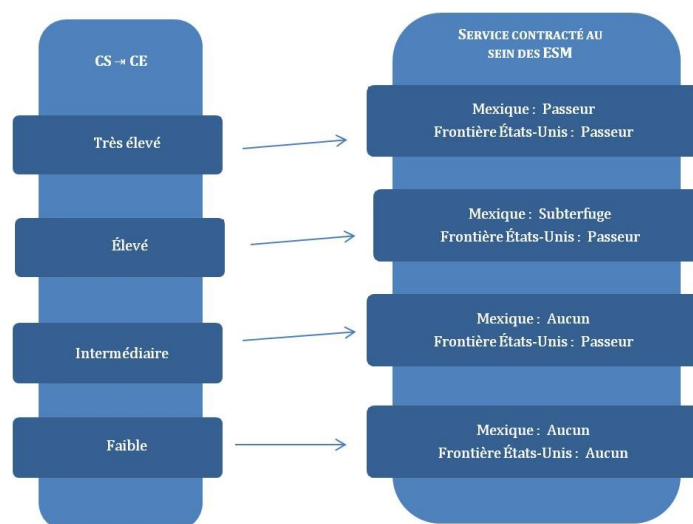 CS → CE
SERVICE CONTRACTÉ AU
SEIN DES ESM
Très élevé
Mexique : Passeur
Frontière États-Unis : Passeur
Élevé
Mexique : Subterfuge
Frontière États-Unis : Passeur
Intermédiaire
Mexique : Aucun
Frontière États-Unis : Passeur
Faible
Mexique : Aucun
Frontière États-Unis : Aucun